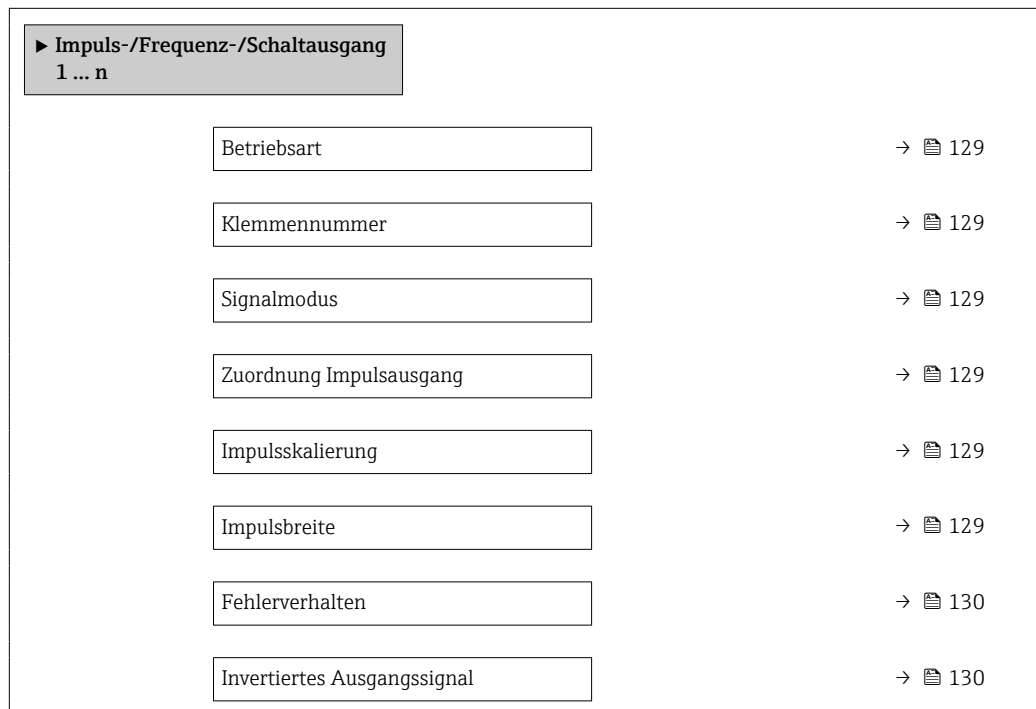 ▶ Impuls-/Frequenz-/Schaltausgang
1 ... n
Betriebsart → 129
Klemmennummer → 129
Signalmodus → 129
Zuordnung Impulsausgang → 129
Impulsskalierung → 129
Impulsbreite → 129
Fehlerverhalten → 130
Invertiertes Ausgangssignal → 130